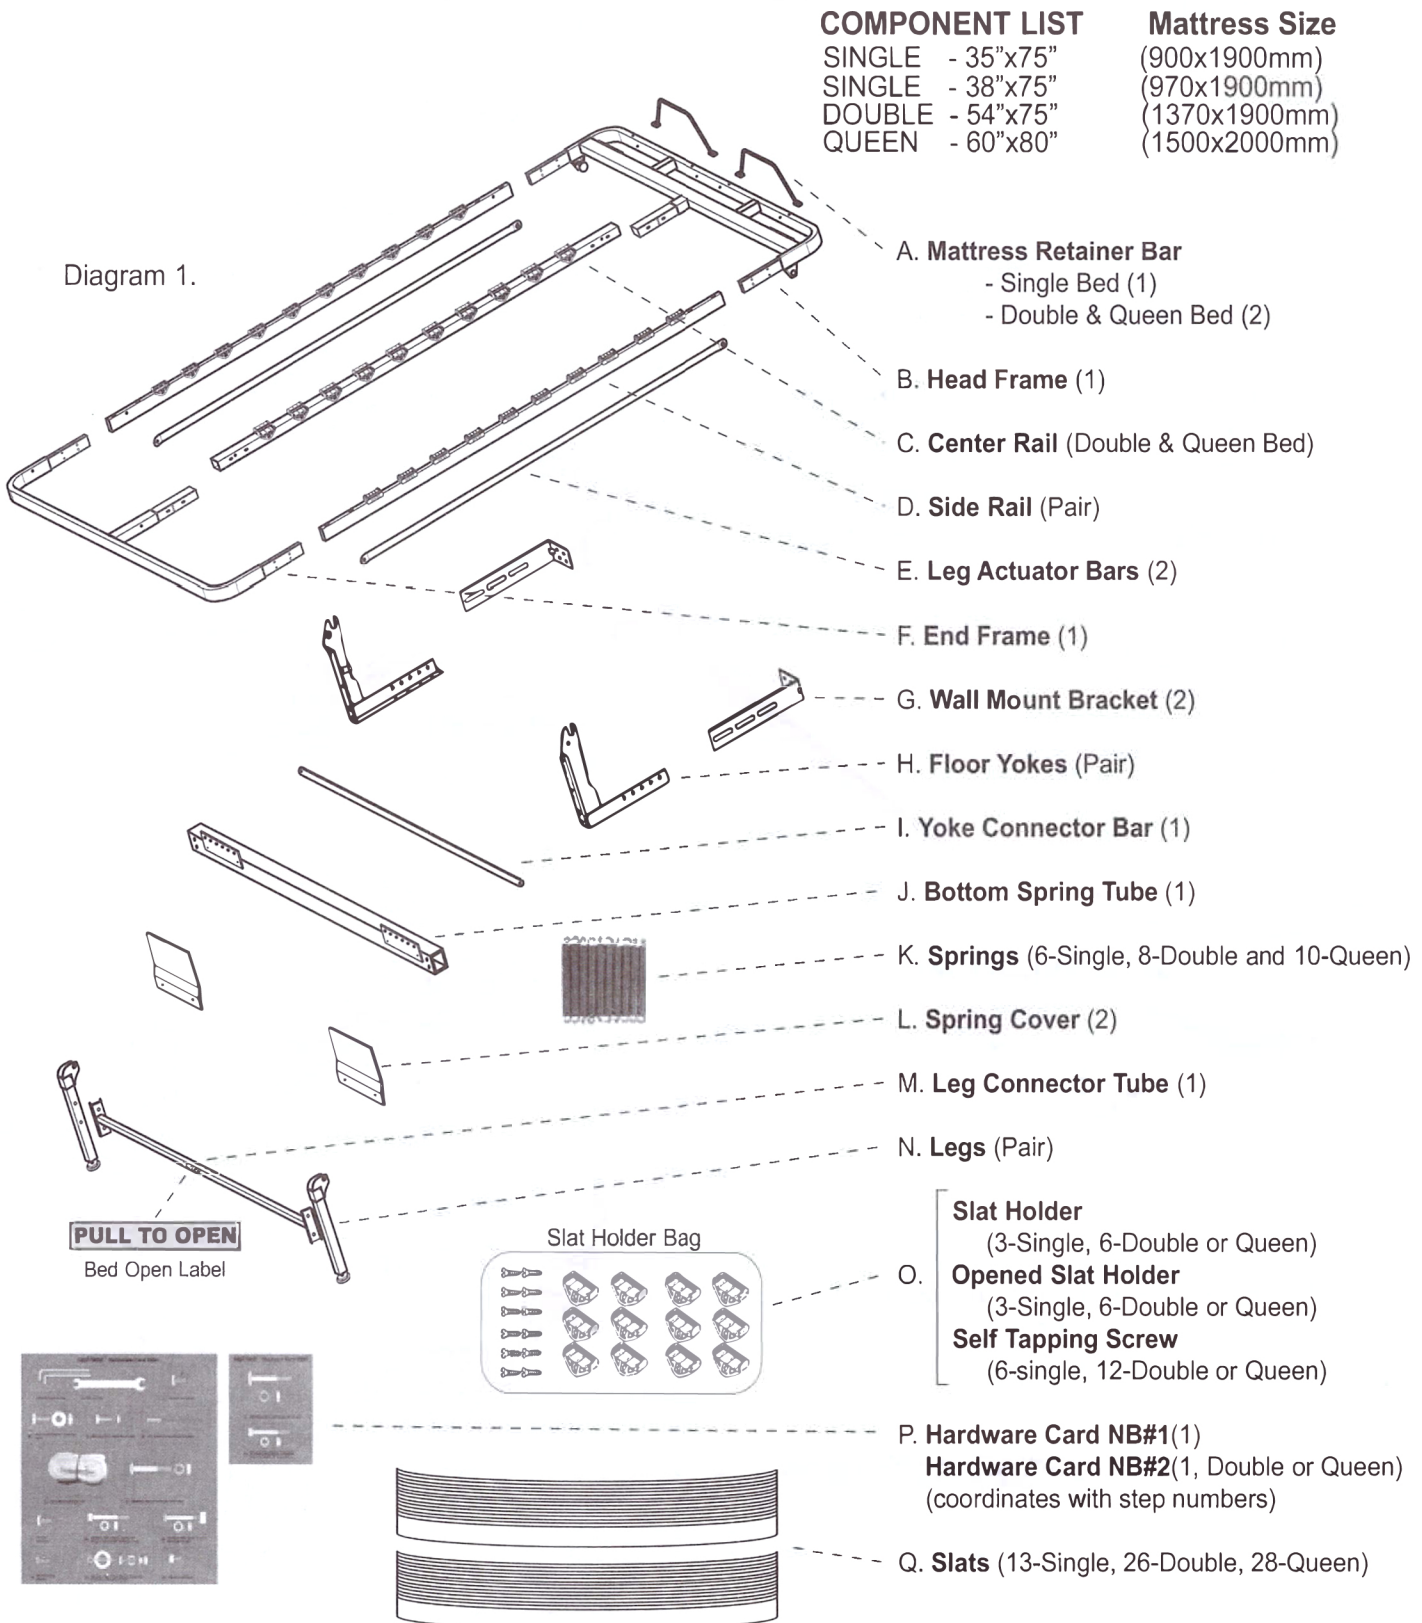 COMPONENT LIST Mattress Size
SINGLE - 35”x75” (900x1900mm)
SINGLE - 38”x75” (970x1900mm)
DOUBLE - 54”x75” (1370x1900mm)
QUEEN - 60”x80” (1500x2000mm)
Diagram 1.
A. Mattress Retainer Bar
- Single Bed (1)
- Double & Queen Bed (2)
B. Head Frame (1)
C. Center Rail (Double & Queen Bed)
D. Side Rail (Pair)
E. Leg Actuator Bars (2)
F. End Frame (1)
G. Wall Mount Bracket (2)
H. Floor Yokes (Pair)
I. Yoke Connector Bar (1)
J. Bottom Spring Tube (1)
K. Springs (6-Single, 8-Double and 10-Queen)
L. Spring Cover (2)
M. Leg Connector Tube (1)
N. Legs (Pair)
PULL TO OPEN
Bed Open Label
Slat Holder Bag
O.
Slat Holder
(3-Single, 6-Double or Queen)
Opened Slat Holder
(3-Single, 6-Double or Queen)
Self Tapping Screw
(6-single, 12-Double or Queen)
P. Hardware Card NB#1(1)
Hardware Card NB#2(1, Double or Queen)
(coordinates with step numbers)
Q. Slats (13-Single, 26-Double, 28-Queen)